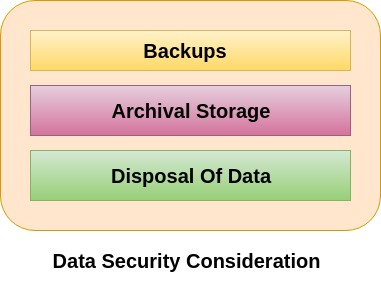 Backups
Archival Storage
Disposal Of Data
Data Security Consideration